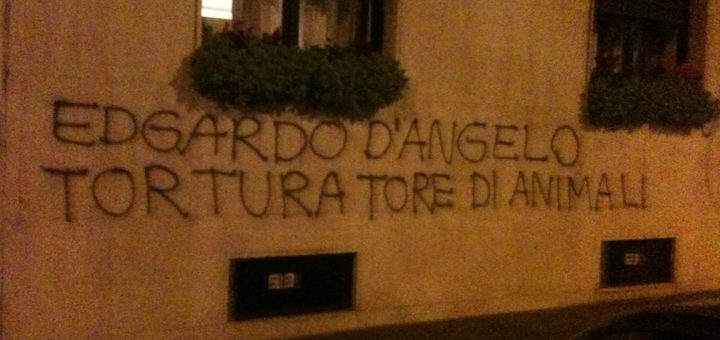 EDGARDO D'ANGELO
TORTURATORE DI ANIMALI